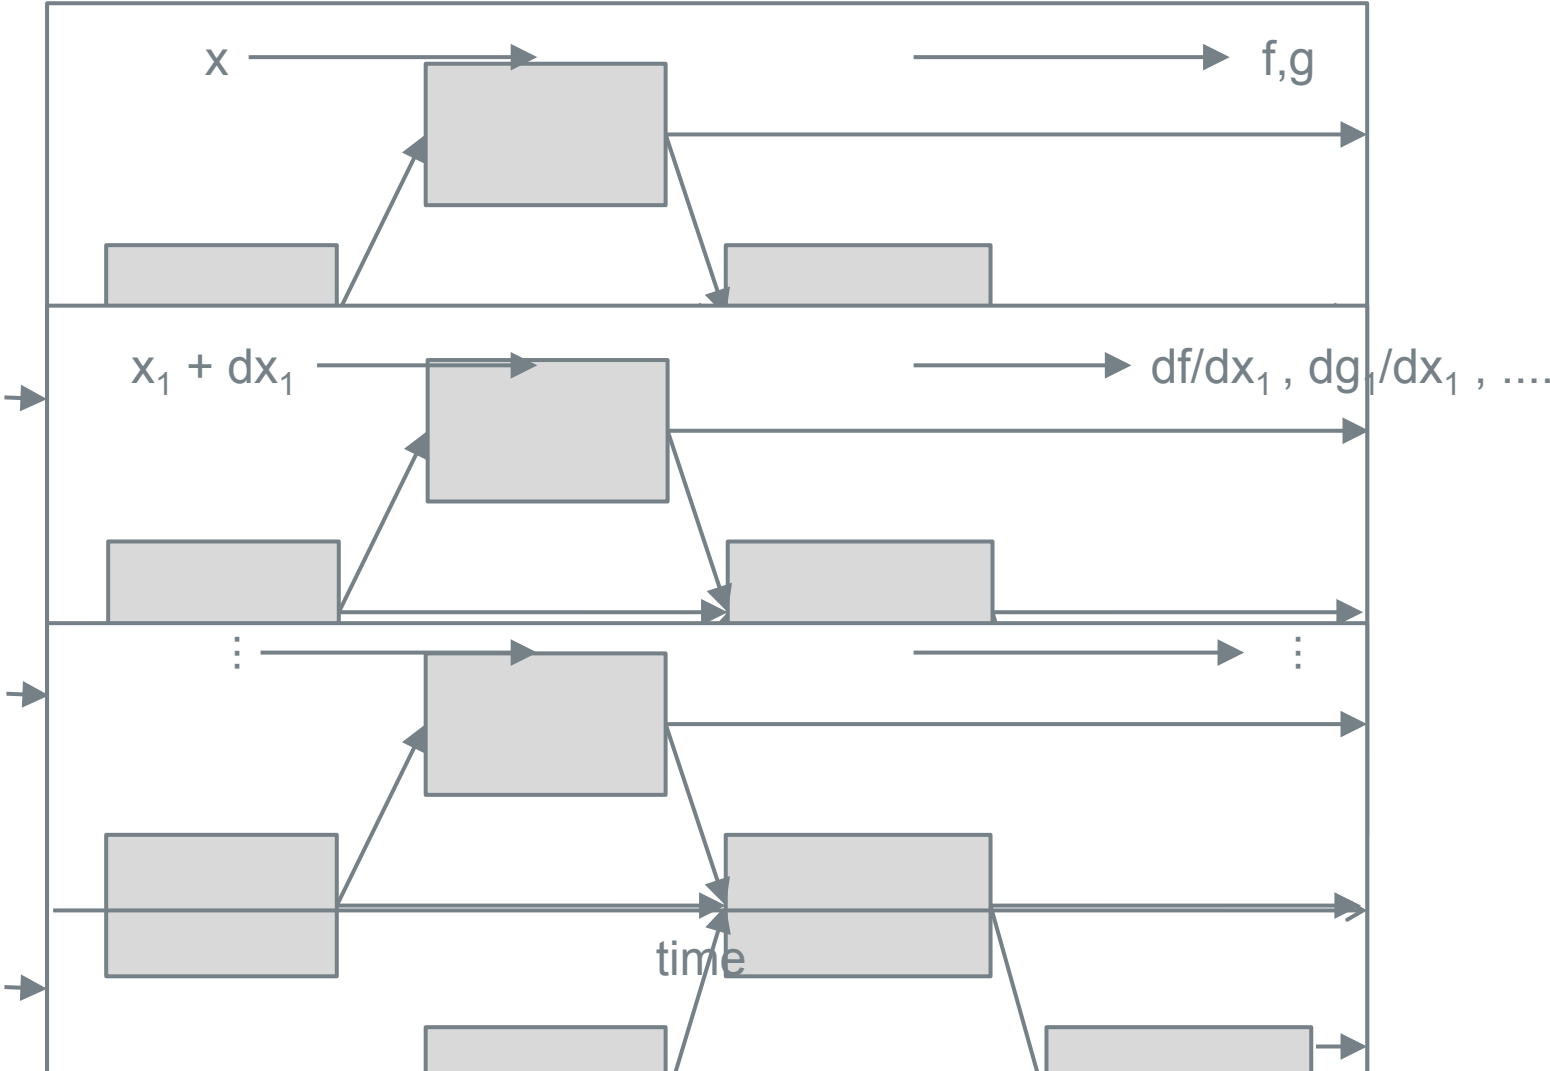 x f,g
x₁ + dx₁ df/dx₁ , dg₁/dx₁ , ....
⋮ ⋮
time